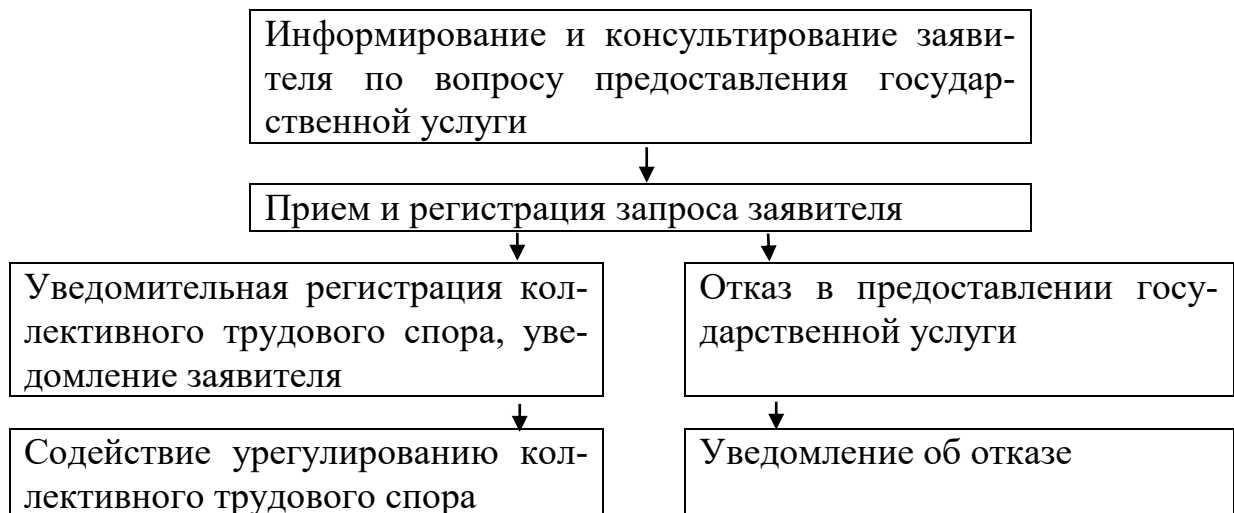 Информирование и консультирование заяви-
теля по вопросу предоставления государ-
ственной услуги
Прием и регистрация запроса заявителя
Уведомительная регистрация кол-
лективного трудового спора, уве-
домление заявителя
Отказ в предоставлении госу-
дарственной услуги
Содействие урегулированию кол-
лективного трудового спора
Уведомление об отказе